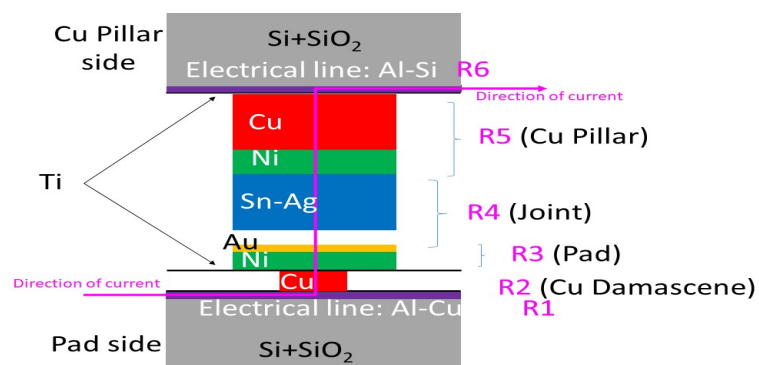 Cu Pillar
side
Si+SiO₂
Electrical line: Al-Si R6
Direction of current
Cu
R5 (Cu Pillar)
Ni
Ti
Sn-Ag
R4 (Joint)
Au
R3 (Pad)
Ni
Direction of current
Cu
R2 (Cu Damascene)
Electrical line: Al-Cu
R1
Pad side
Si+SiO₂